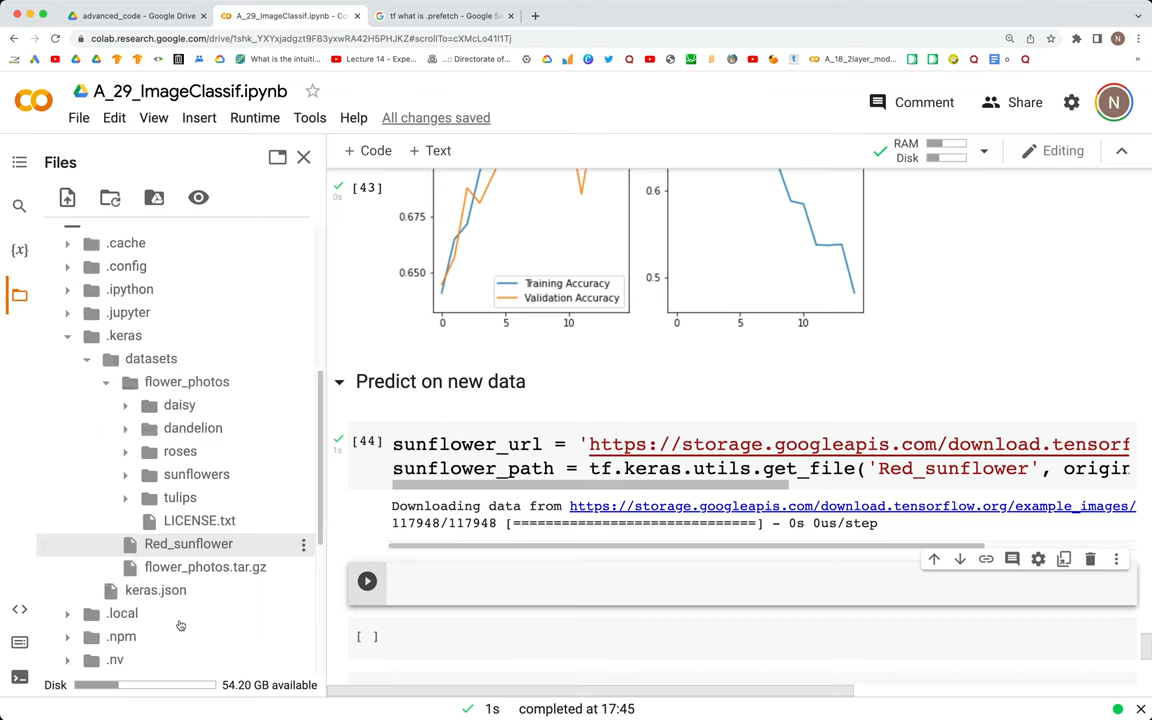 advanced_code - Google Drive
A_29_ImageClassif.ipynb - Co
tf what is .prefetch - Google Se
colab.research.google.com/drive/1shk_YXYxjadgzt9F83yxwRA42H5PHJKZ#scrollTo=cXMcLo41I1Tj
What is the intuiti...
Lecture 14 - Expe...
..:: Directorate of...
A_18_2layer_mod...
A_29_ImageClassif.ipynb
Comment
Share
N
File Edit View Insert Runtime Tools Help All changes saved
Files
+ Code + Text
RAM
Disk
Editing
.cache
.config
.ipython
.jupyter
.keras
datasets
flower_photos
daisy
dandelion
roses
sunflowers
tulips
LICENSE.txt
Red_sunflower
flower_photos.tar.gz
keras.json
.local
.npm
.nv
Disk 54.20 GB available
[43]
0s
0.675
0.650
Training Accuracy
Validation Accuracy
0 5 10
0.6
0.5
0 5 10
Predict on new data
[44]
1s
sunflower_url = 'https://storage.googleapis.com/download.tensorf
sunflower_path = tf.keras.utils.get_file('Red_sunflower', origin
Downloading data from https://storage.googleapis.com/download.tensorflow.org/example_images/
117948/117948 [==============================] - 0s 0us/step
[ ]
1s completed at 17:45